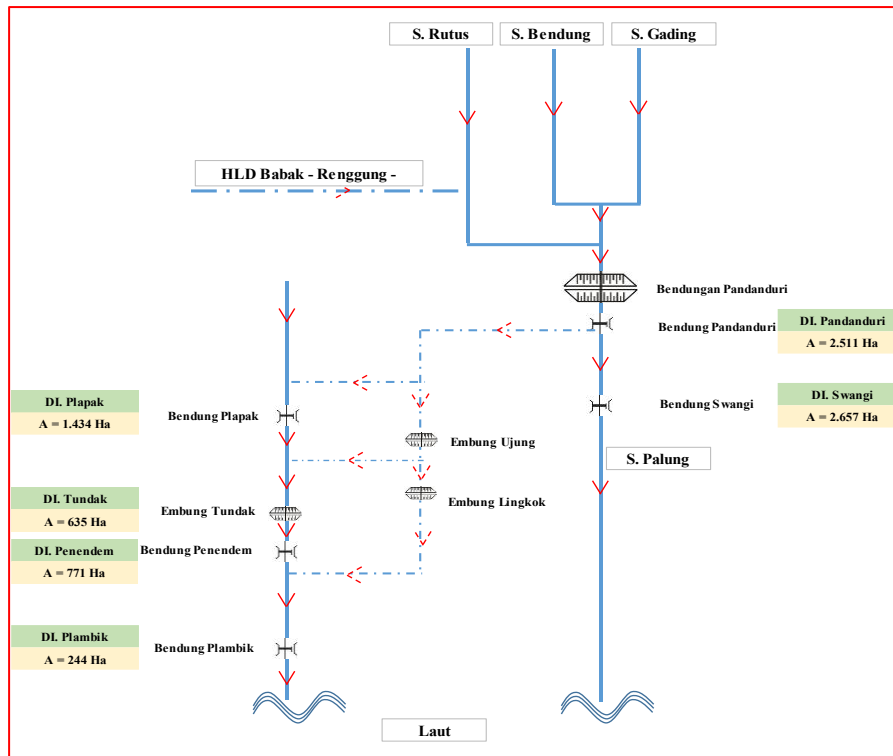 S. Rutus
S. Bendung
S. Gading
HLD Babak - Renggung -
Bendungan Pandanduri
Bendung Pandanduri
DI. Pandanduri
A = 2.511 Ha
DI. Plapak
A = 1.434 Ha
Bendung Plapak
Bendung Swangi
DI. Swangi
A = 2.657 Ha
Embung Ujung
S. Palung
DI. Tundak
A = 635 Ha
Embung Tundak
Embung Lingkok
DI. Penendem
A = 771 Ha
Bendung Penendem
DI. Plambik
A = 244 Ha
Bendung Plambik
Laut